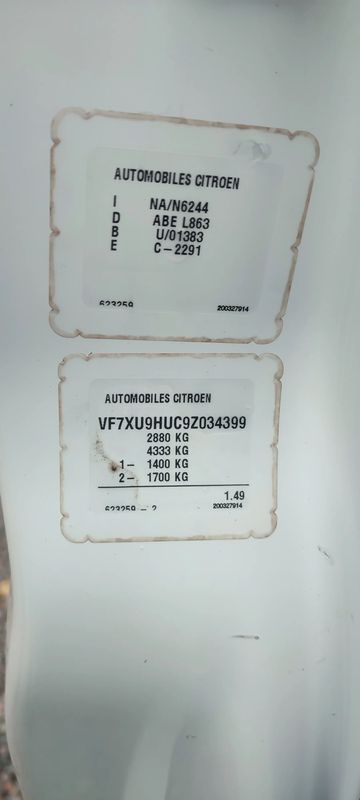 AUTOMOBILES CITROEN
I NA/N6244
D ABE L863
B U/01383
E C-2291
623259 200327914
AUTOMOBILES CITROEN
VF7XU9HUC9Z034399
2880 KG
4333 KG
1- 1400 KG
2- 1700 KG
1.49
623259 - 2 200327914